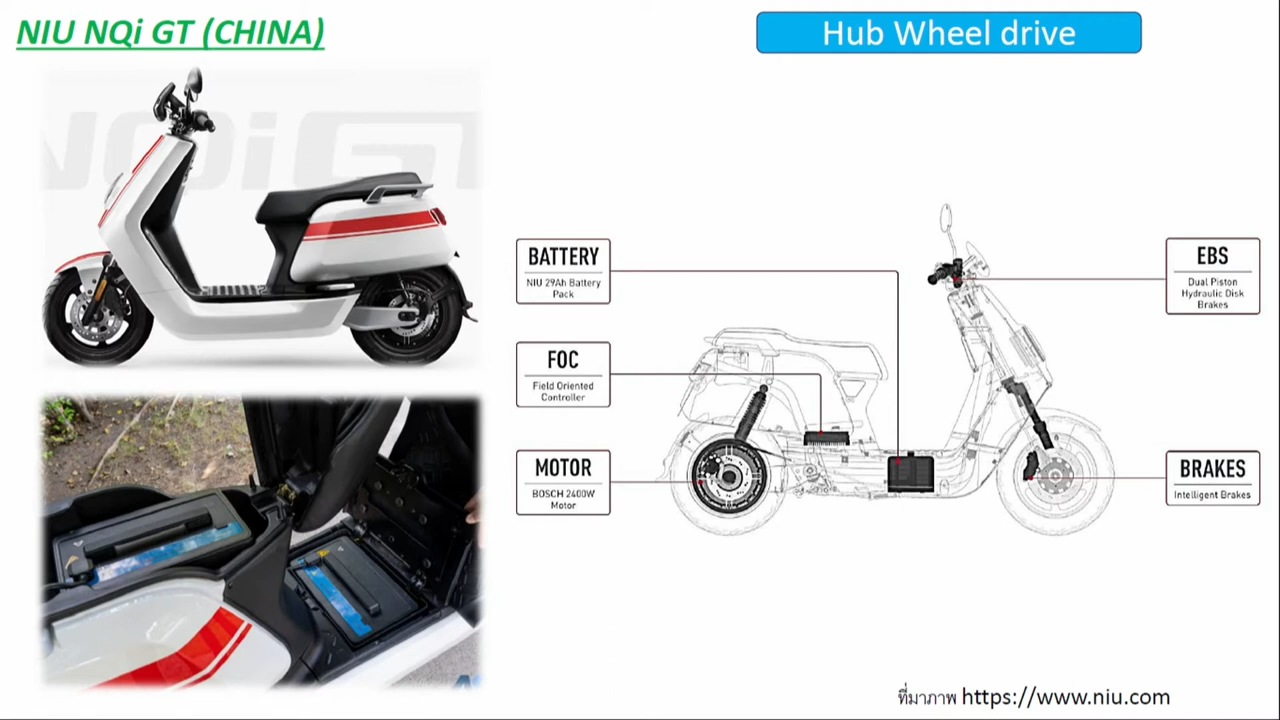 NIU NQi GT (CHINA)
Hub Wheel drive
NQi GT
BATTERY
NIU 29Ah Battery
Pack
FOC
Field Oriented
Controller
MOTOR
BOSCH 2400W
Motor
EBS
Dual Piston
Hydraulic Disk
Brakes
BRAKES
Intelligent Brakes
ที่มาภาพ https://www.niu.com